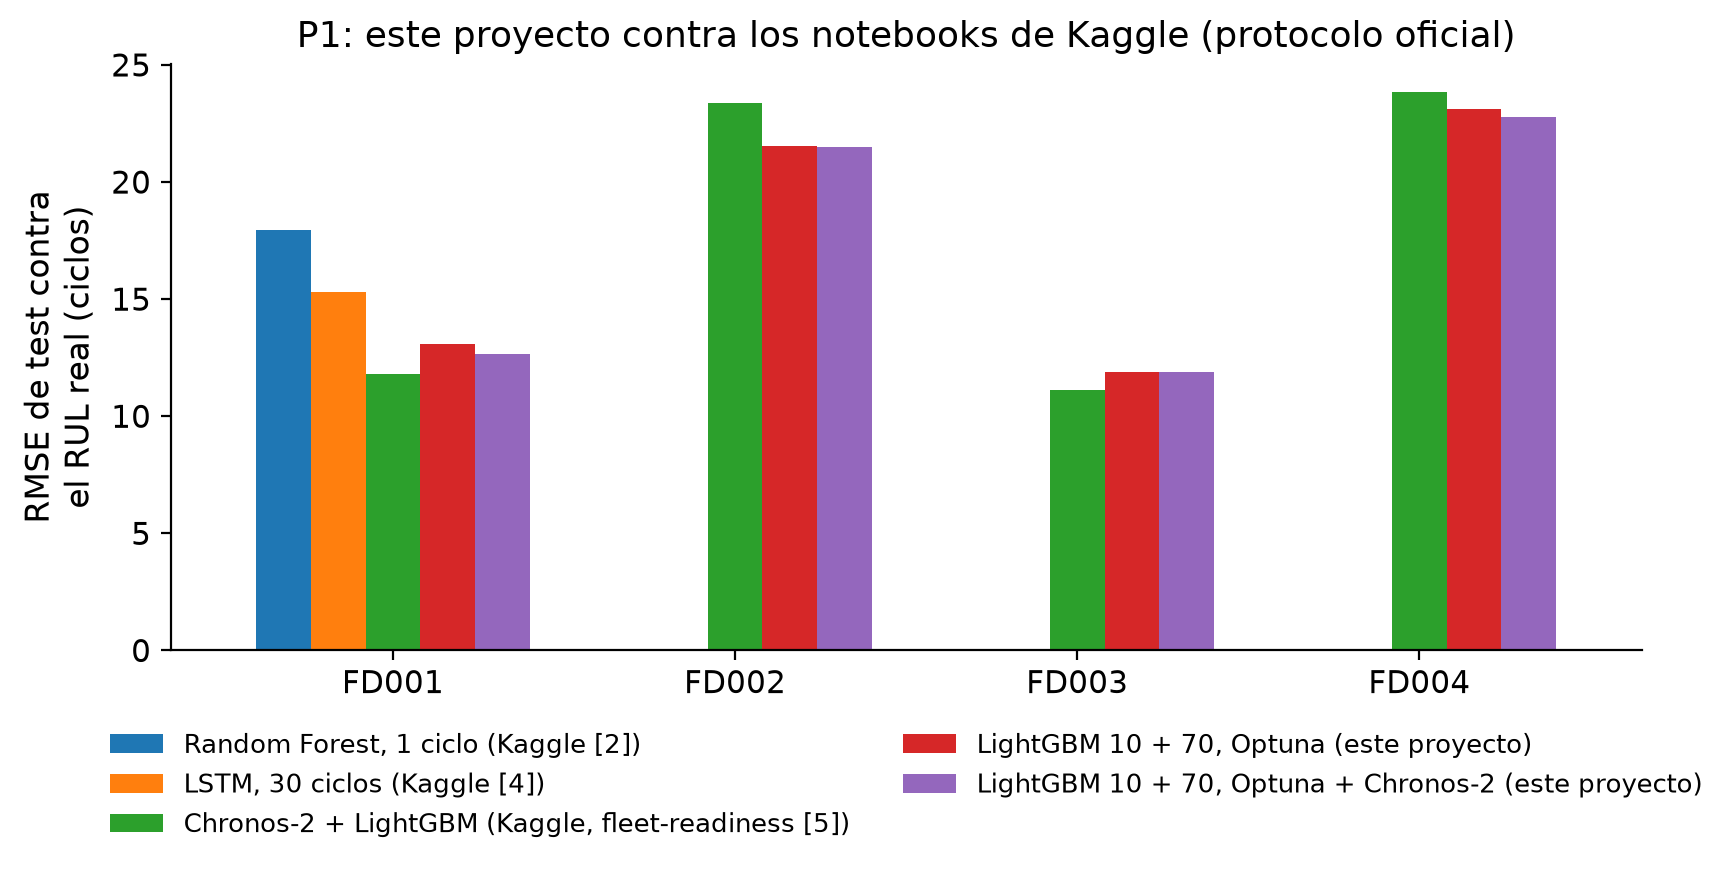 P1: este proyecto contra los notebooks de Kaggle (protocolo oficial)
RMSE de test contra
el RUL real (ciclos)
25
20
15
10
5
0
FD001
FD002
FD003
FD004
Random Forest, 1 ciclo (Kaggle [2])
LSTM, 30 ciclos (Kaggle [4])
Chronos-2 + LightGBM (Kaggle, fleet-readiness [5])
LightGBM 10 + 70, Optuna (este proyecto)
LightGBM 10 + 70, Optuna + Chronos-2 (este proyecto)